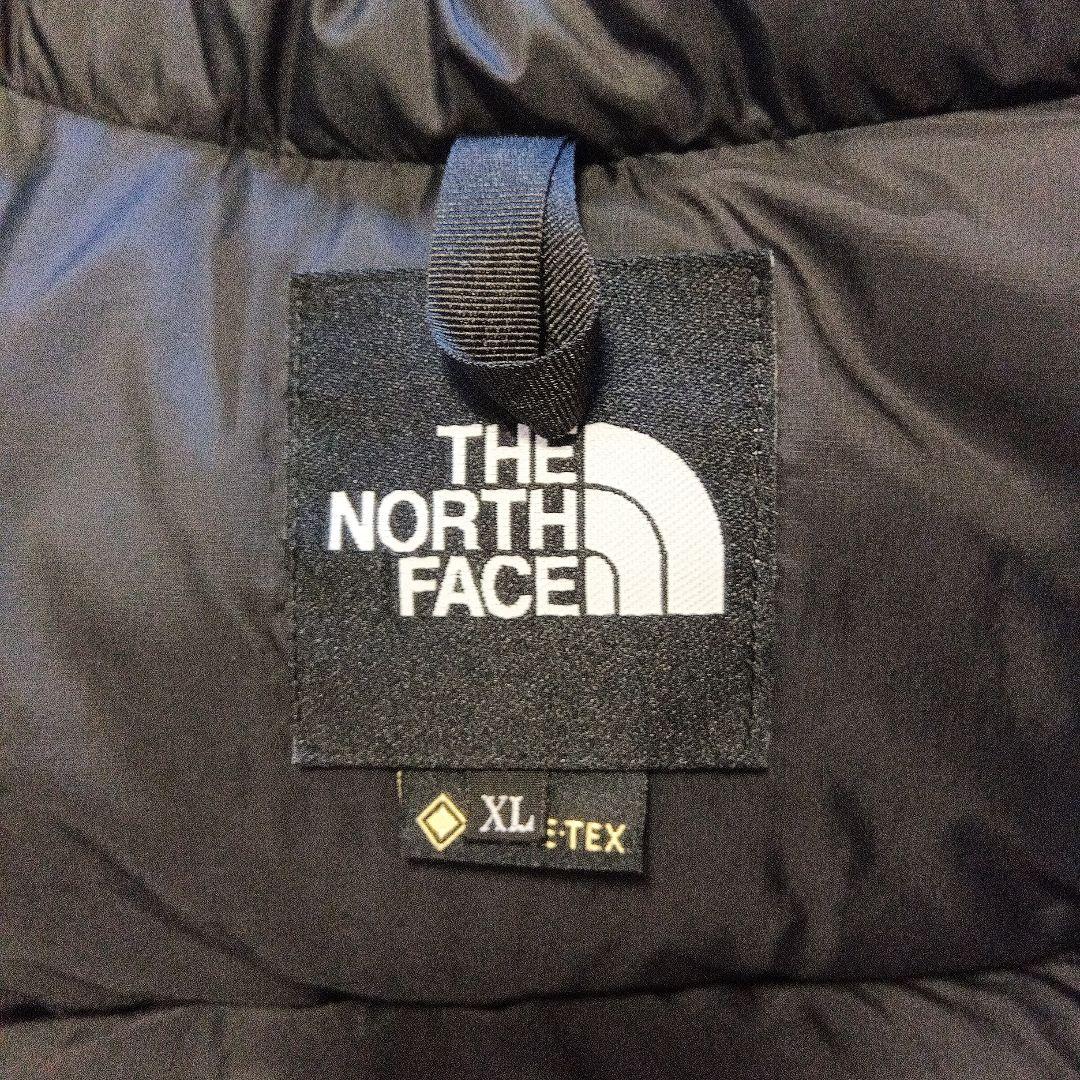 THE
NORTH
FACE
XL
E-TEX